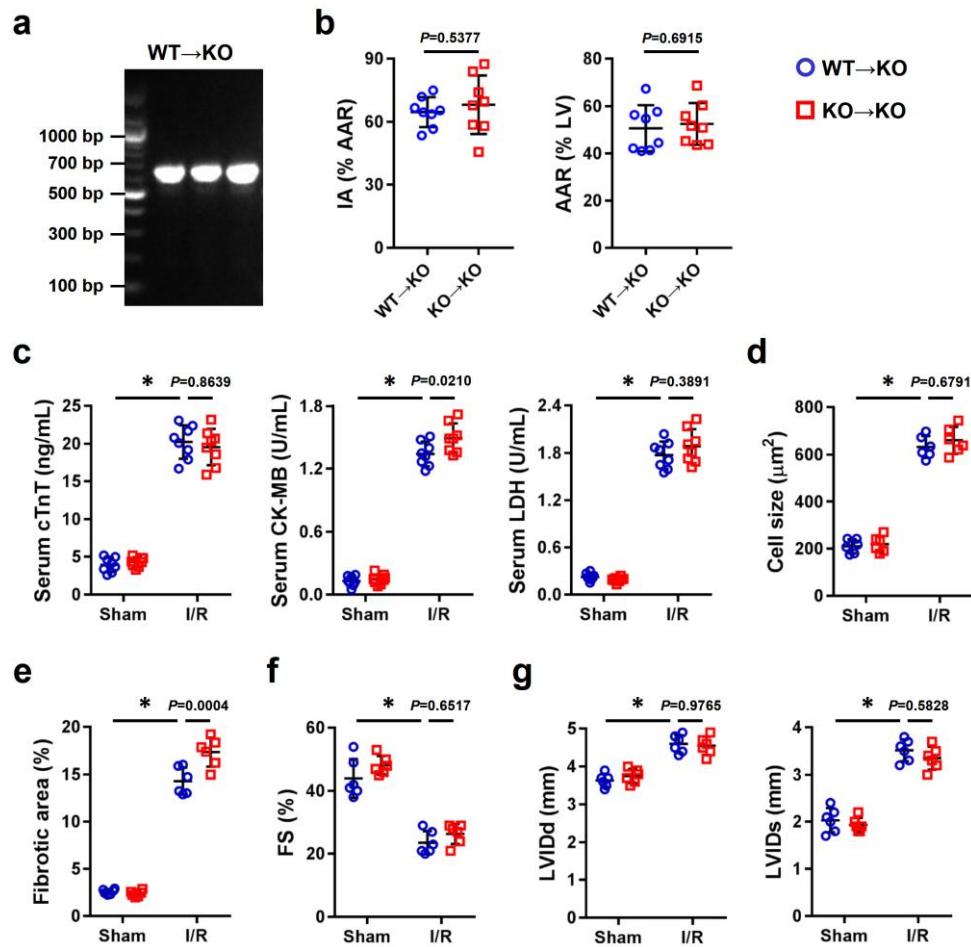 a
WT→KO
1000 bp
700 bp
500 bp
300 bp
100 bp
b
P=0.5377
IA (% AAR)
90
60
30
0
WT→KO
KO→KO
P=0.6915
AAR (% LV)
80
60
40
20
0
WT→KO
KO→KO
WT→KO
KO→KO
c
* P=0.8639
Serum cTnT (ng/mL)
25
20
15
10
5
0
Sham
I/R
* P=0.0210
Serum CK-MB (U/mL)
1.8
1.2
0.6
0.0
Sham
I/R
* P=0.3891
Serum LDH (U/mL)
2.4
1.8
1.2
0.6
0.0
Sham
I/R
d
* P=0.6791
Cell size (μm²)
800
600
400
200
0
Sham
I/R
e
* P=0.0004
Fibrotic area (%)
20
15
10
5
0
Sham
I/R
f
* P=0.6517
FS (%)
60
40
20
0
Sham
I/R
g
* P=0.9765
LVIDd (mm)
5
4
3
2
1
0
Sham
I/R
* P=0.5828
LVIDs (mm)
4
3
2
1
0
Sham
I/R